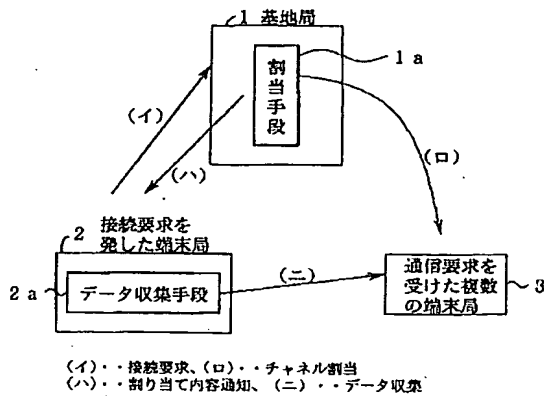 1 基地局
割当手段
1a
(イ)
(ロ)
(ハ)
2
接続要求を
発した端末局
2a
データ収集手段
(ニ)
通信要求を
受けた複数
の端末局
3
(イ)・・接続要求、(ロ)・・チャネル割当
(ハ)・・割り当て内容通知、(ニ)・・データ収集